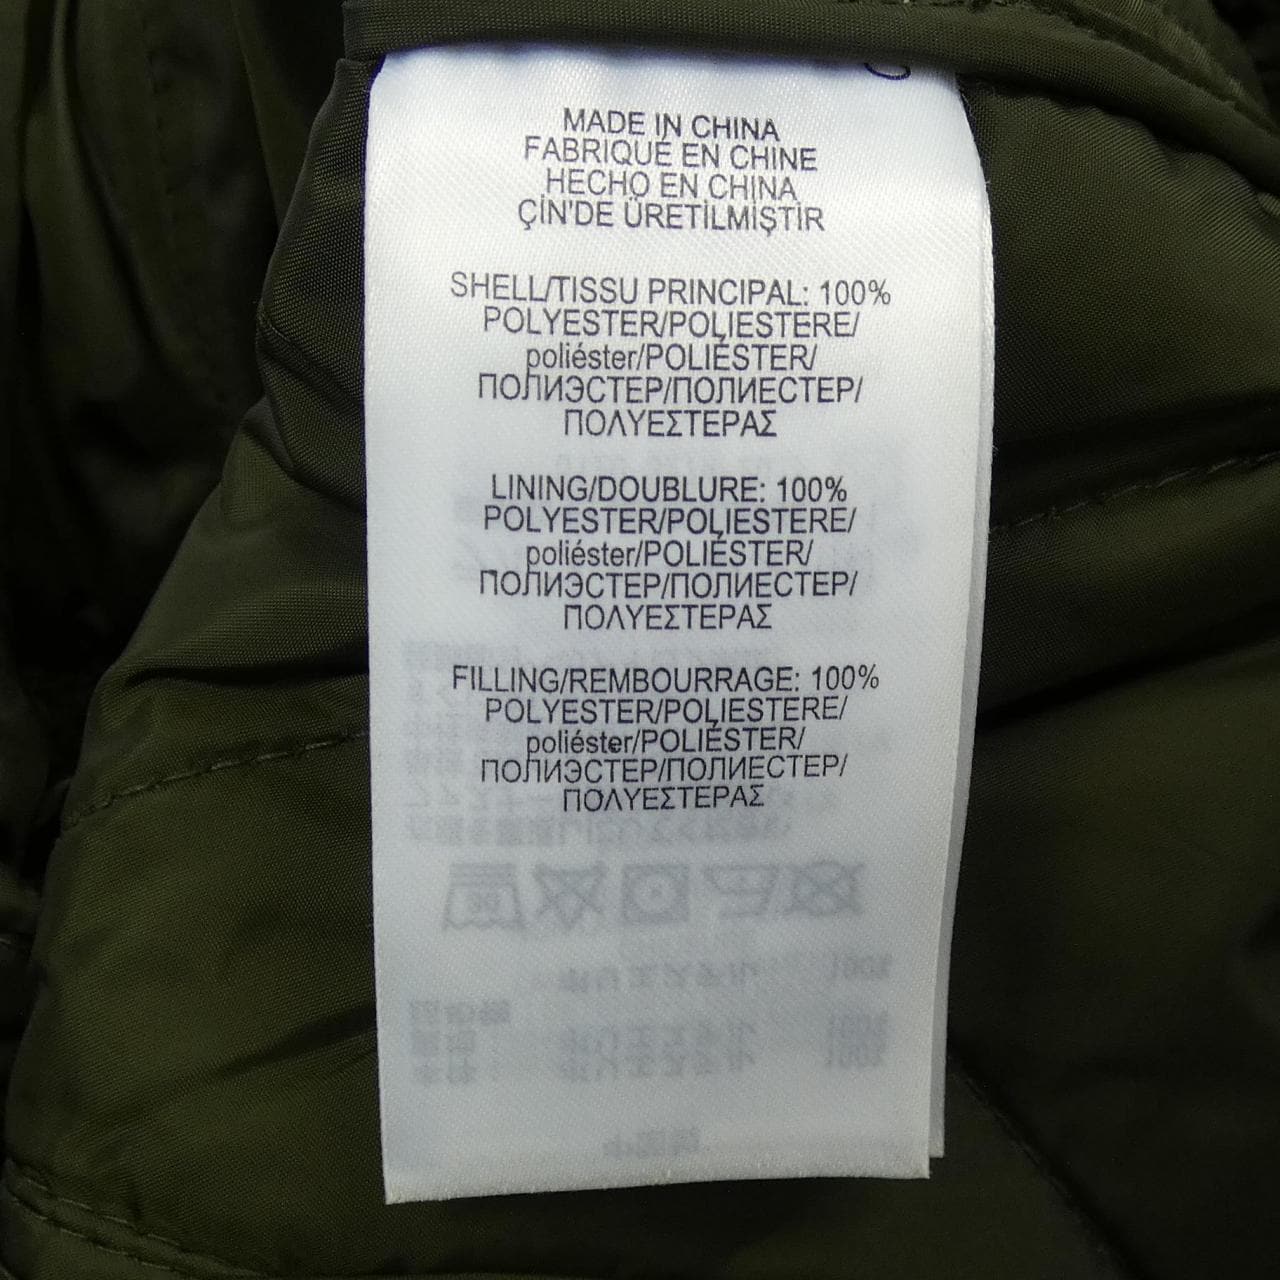 MADE IN CHINA
FABRIQUÉ EN CHINE
HECHO EN CHINA
ÇİN'DE ÜRETİLMİŞTİR
SHELL/TISSU PRINCIPAL: 100%
POLYESTER/POLIESTERE/
poliéster/POLIÉSTER/
ПОЛИЭСТЕР/ПОЛИЕСТЕР/
ΠΟΛΥΕΣΤΕΡΑΣ
LINING/DOUBLURE: 100%
POLYESTER/POLIESTERE/
poliéster/POLIÉSTER/
ПОЛИЭСТЕР/ПОЛИЕСТЕР/
ΠΟΛΥΕΣΤΕΡΑΣ
FILLING/REMBOURRAGE: 100%
POLYESTER/POLIESTERE/
poliéster/POLIÉSTER/
ПОЛИЭСТЕР/ПОЛИЕСТЕР/
ΠΟΛΥΕΣΤΕΡΑΣ